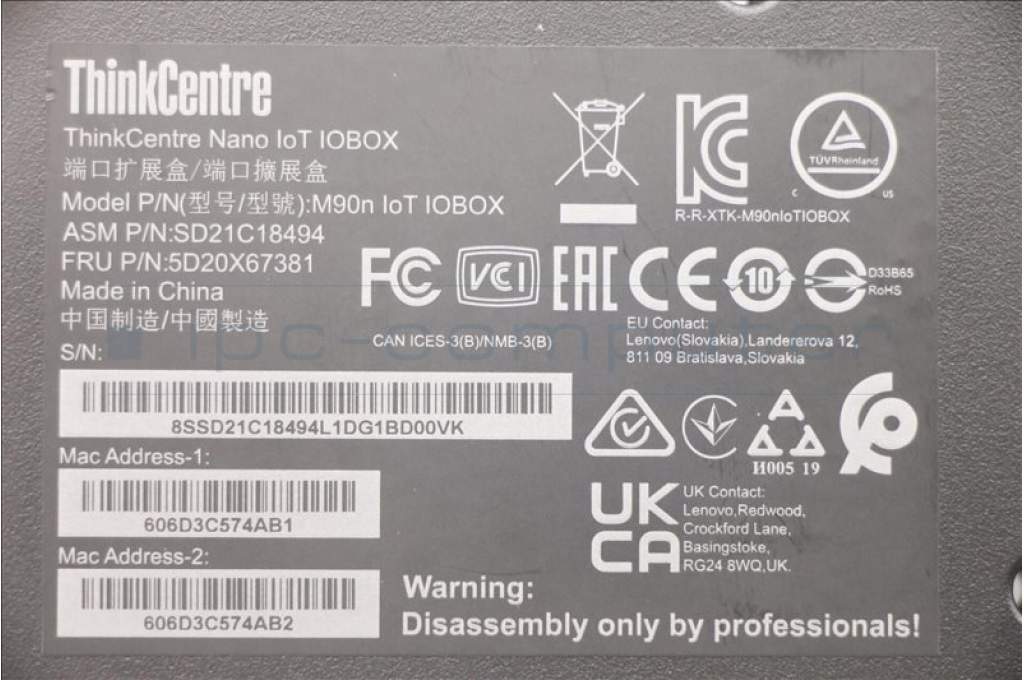 ThinkCentre
ThinkCentre Nano IoT IOBOX
端口扩展盒/端口擴展盒
Model P/N(型号/型號):M90n IoT IOBOX
ASM P/N:SD21C18494
FRU P/N:5D20X67381
Made in China
中国制造/中國製造
S/N:
8SSD21C18494L1DG1BD00VK
Mac Address-1:
606D3C574AB1
Mac Address-2:
606D3C574AB2
TÜVRheinland
C US
R-R-XTK-M90nIoTIOBOX
FC VCI EAC CE 10
D33B65
RoHS
CAN ICES-3(B)/NMB-3(B)
EU Contact:
Lenovo(Slovakia),Landererova 12,
811 09 Bratislava,Slovakia
И005 19
UK
CA
UK Contact:
Lenovo,Redwood,
Crockford Lane,
Basingstoke,
RG24 8WQ,UK.
Warning:
Disassembly only by professionals!
ipc-computer